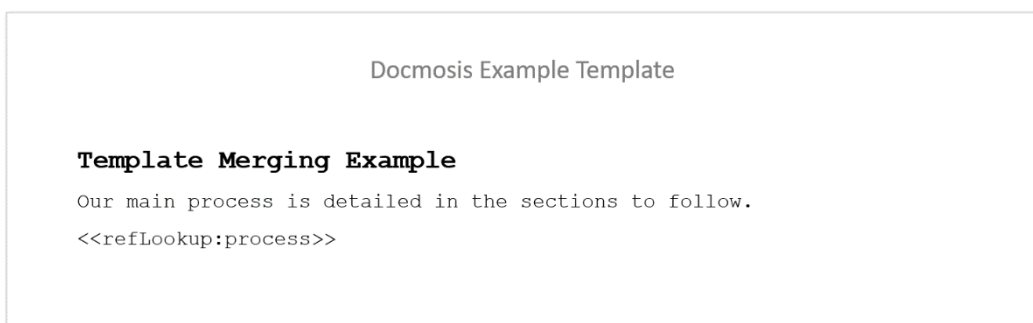 Docmosis Example Template
Template Merging Example
Our main process is detailed in the sections to follow.
<<refLookup:process>>